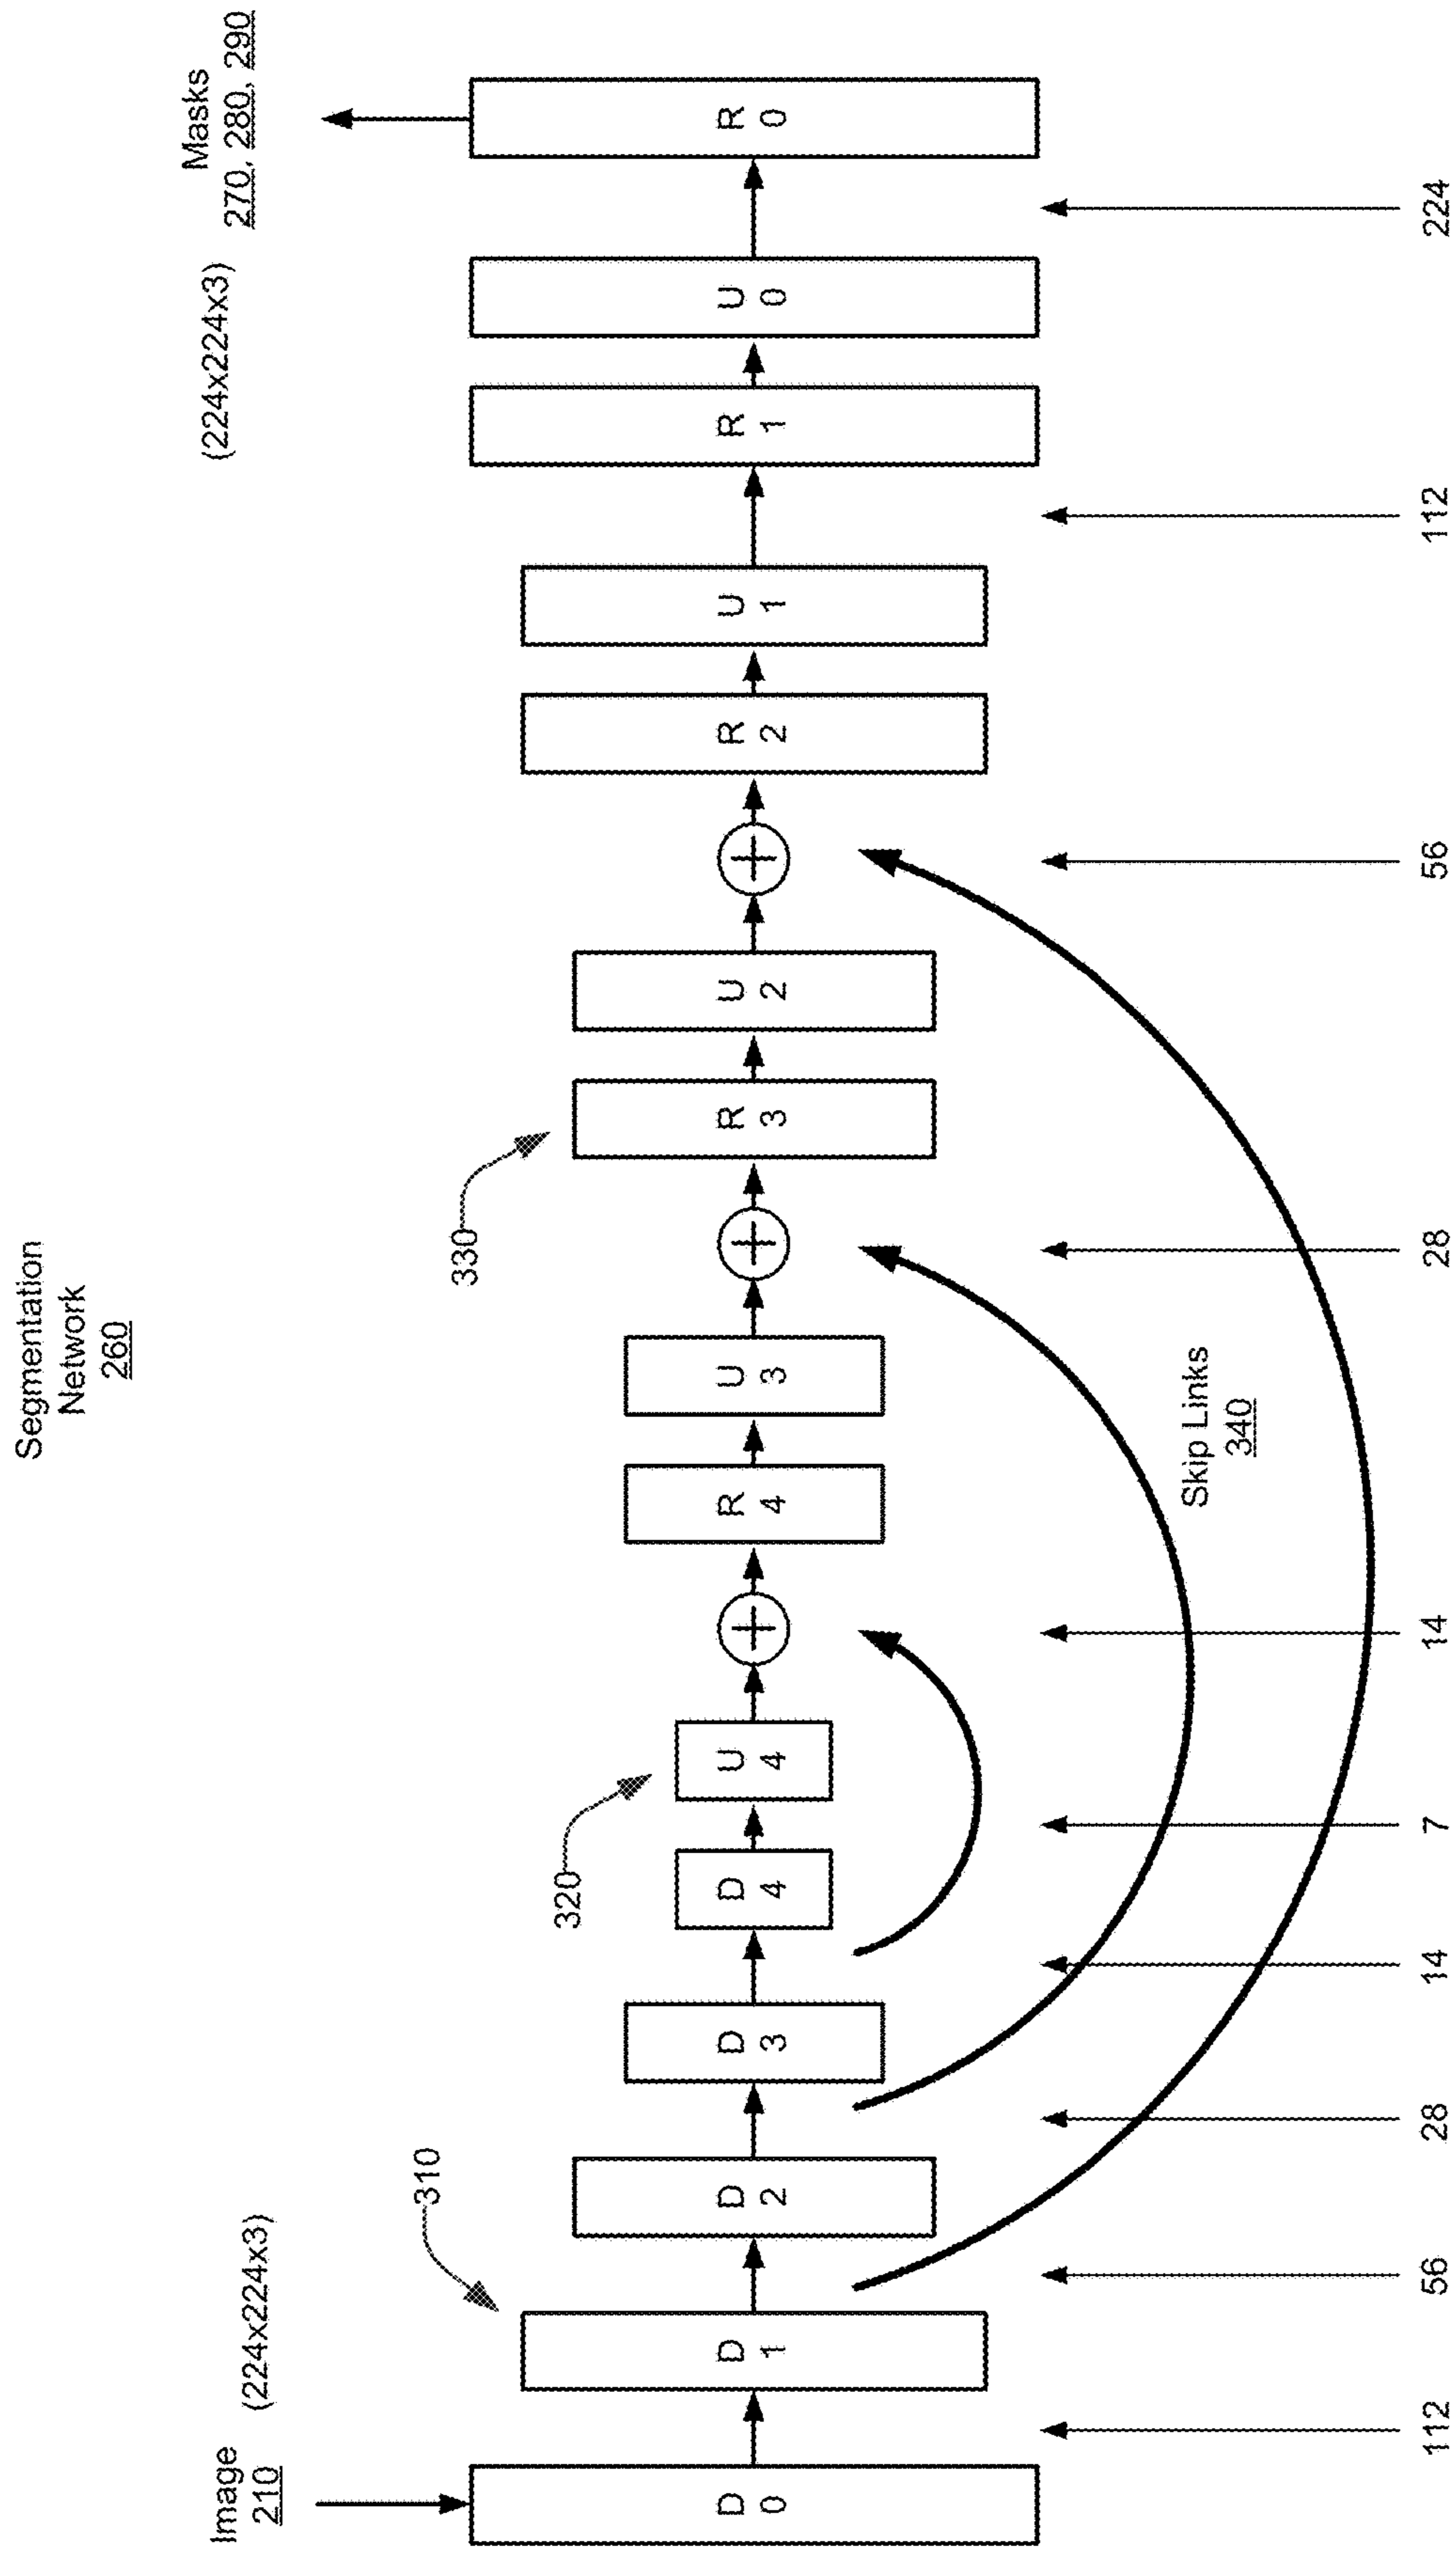 Segmentation
Network
260
Image
210
(224x224x3)
(224x224x3)
Masks
270, 280, 290
310
320
330
D
0
D
1
D
2
D
3
D
4
U
4
R
4
U
3
R
3
U
2
R
2
U
1
R
1
U
0
R
0
Skip Links
340
112
56
28
14
7
14
28
56
112
224